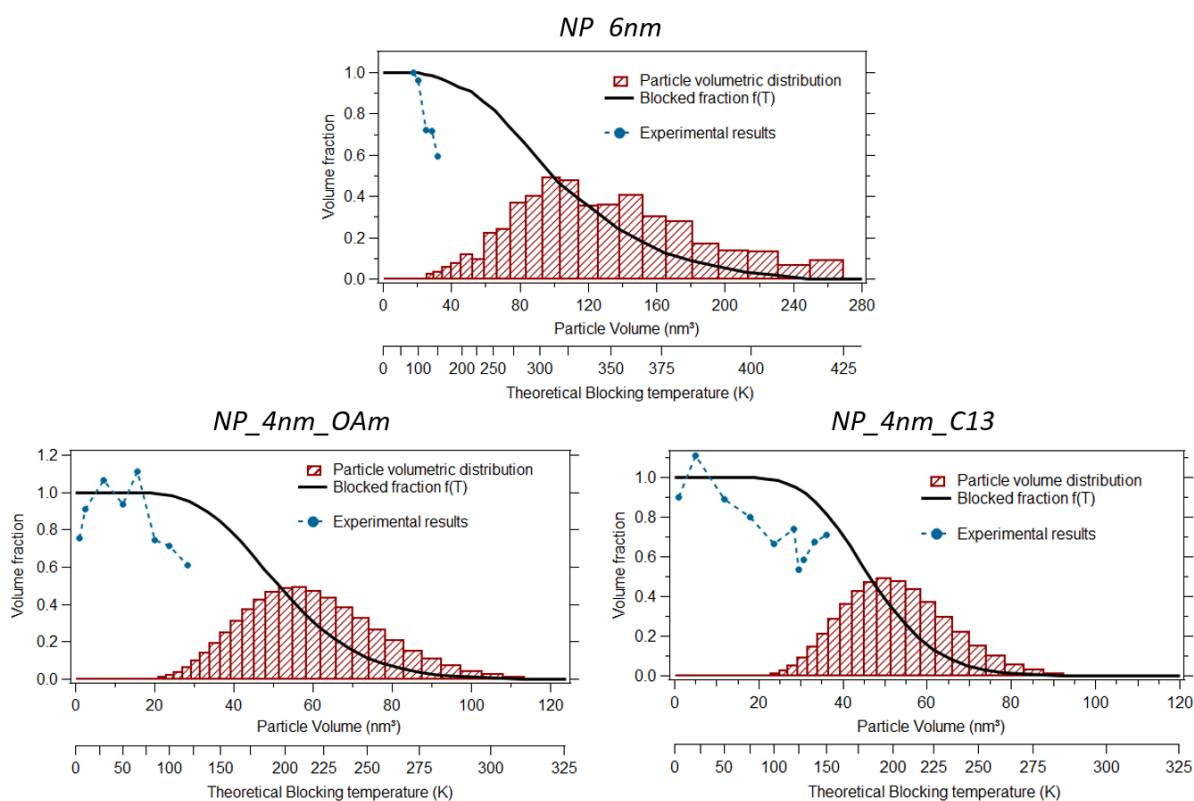 NP 6nm
1.0
0.8
0.6
0.4
0.2
0.0
Volume fraction
Particle volumetric distribution
Blocked fraction f(T)
Experimental results
0 40 80 120 160 200 240 280
Particle Volume (nm³)
0 100 200 250 300 350 375 400 425
Theoretical Blocking temperature (K)
NP_4nm_OAm
1.2
1.0
0.8
0.6
0.4
0.2
0.0
Volume fraction
Particle volumetric distribution
Blocked fraction f(T)
Experimental results
0 20 40 60 80 100 120
Particle Volume (nm³)
0 50 100 150 200 225 250 275 300 325
Theoretical Blocking temperature (K)
NP_4nm_C13
1.0
0.8
0.6
0.4
0.2
0.0
Volume fraction
Particle volume distribution
Blocked fraction f(T)
Experimental results
0 20 40 60 80 100 120
Particle Volume (nm³)
0 50 100 150 200 225 250 275 300 325
Theoretical Blocking temperature (K)